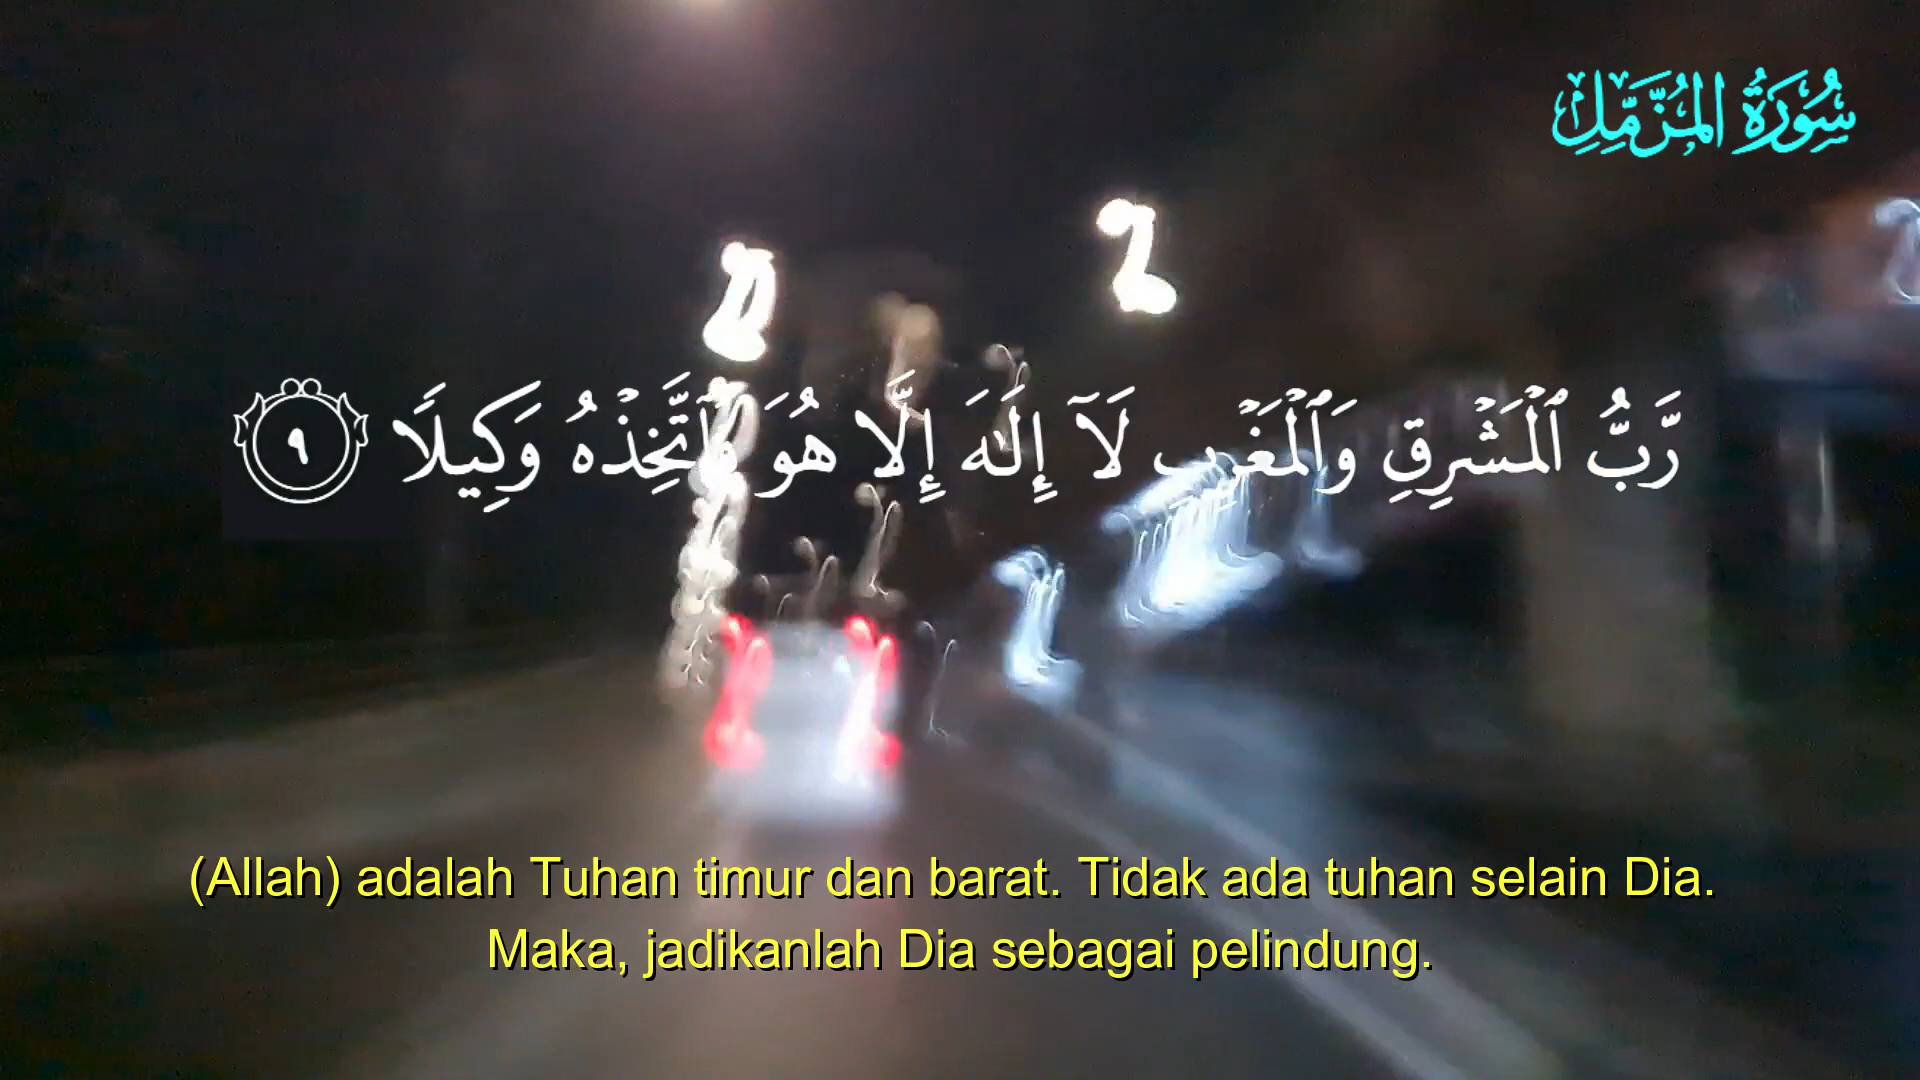 سُورَةُ المُزَّمِّلِ
رَّبُّ ٱلْمَشْرِقِ وَٱلْمَغْرِبِ لَآ إِلَٰهَ إِلَّا هُوَ فَٱتَّخِذْهُ وَكِيلًا ٩
(Allah) adalah Tuhan timur dan barat. Tidak ada tuhan selain Dia.
Maka, jadikanlah Dia sebagai pelindung.